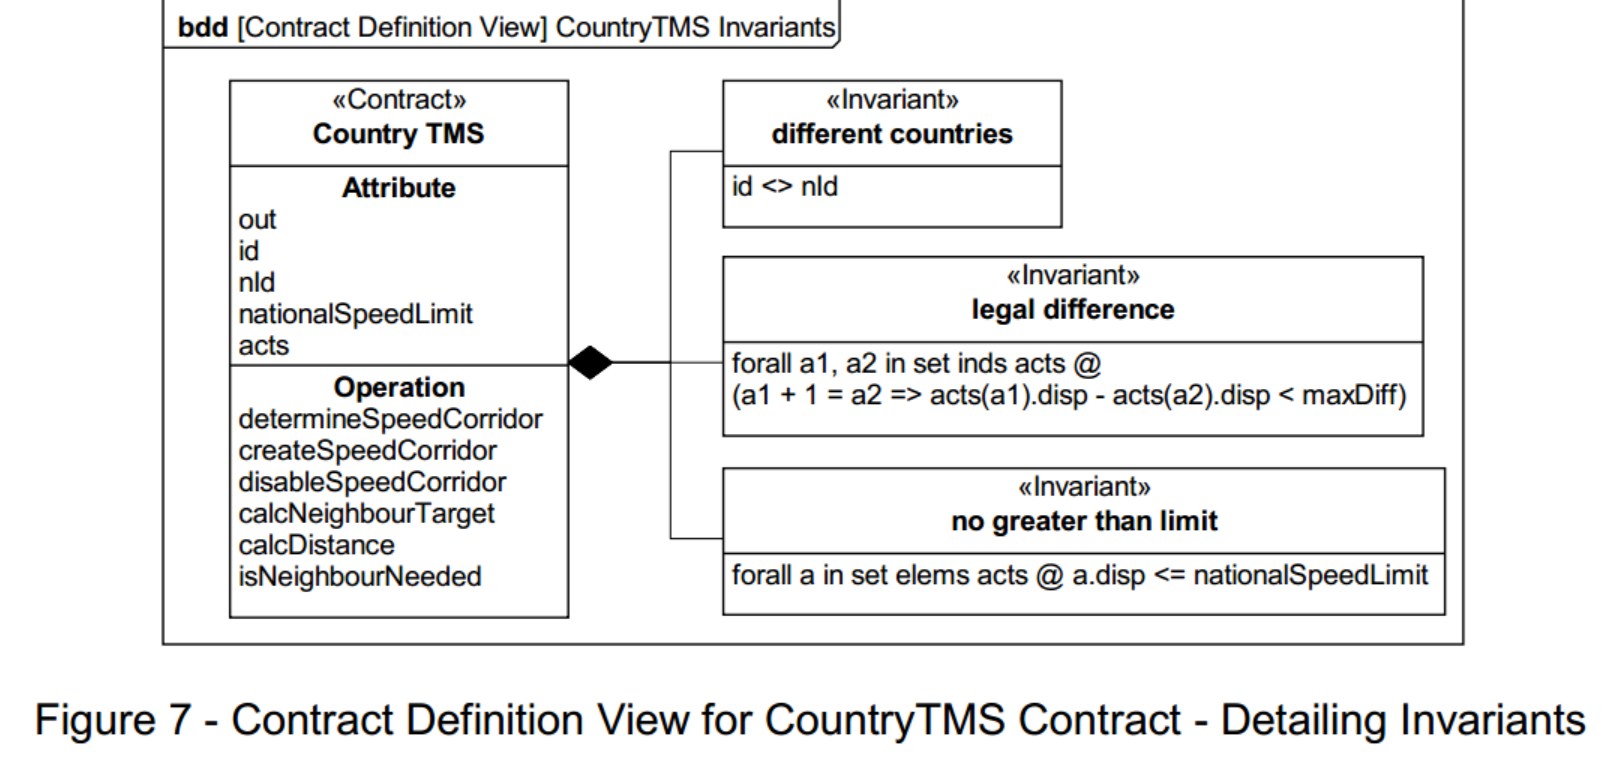 bdd [Contract Definition View] CountryTMS Invariants
«Contract»
Country TMS
Attribute
out
id
nId
nationalSpeedLimit
acts
Operation
determineSpeedCorridor
createSpeedCorridor
disableSpeedCorridor
calcNeighbourTarget
calcDistance
isNeighbourNeeded
«Invariant»
different countries
id <> nId
«Invariant»
legal difference
forall a1, a2 in set inds acts @
(a1 + 1 = a2 => acts(a1).disp - acts(a2).disp < maxDiff)
«Invariant»
no greater than limit
forall a in set elems acts @ a.disp <= nationalSpeedLimit
Figure 7 - Contract Definition View for CountryTMS Contract - Detailing Invariants